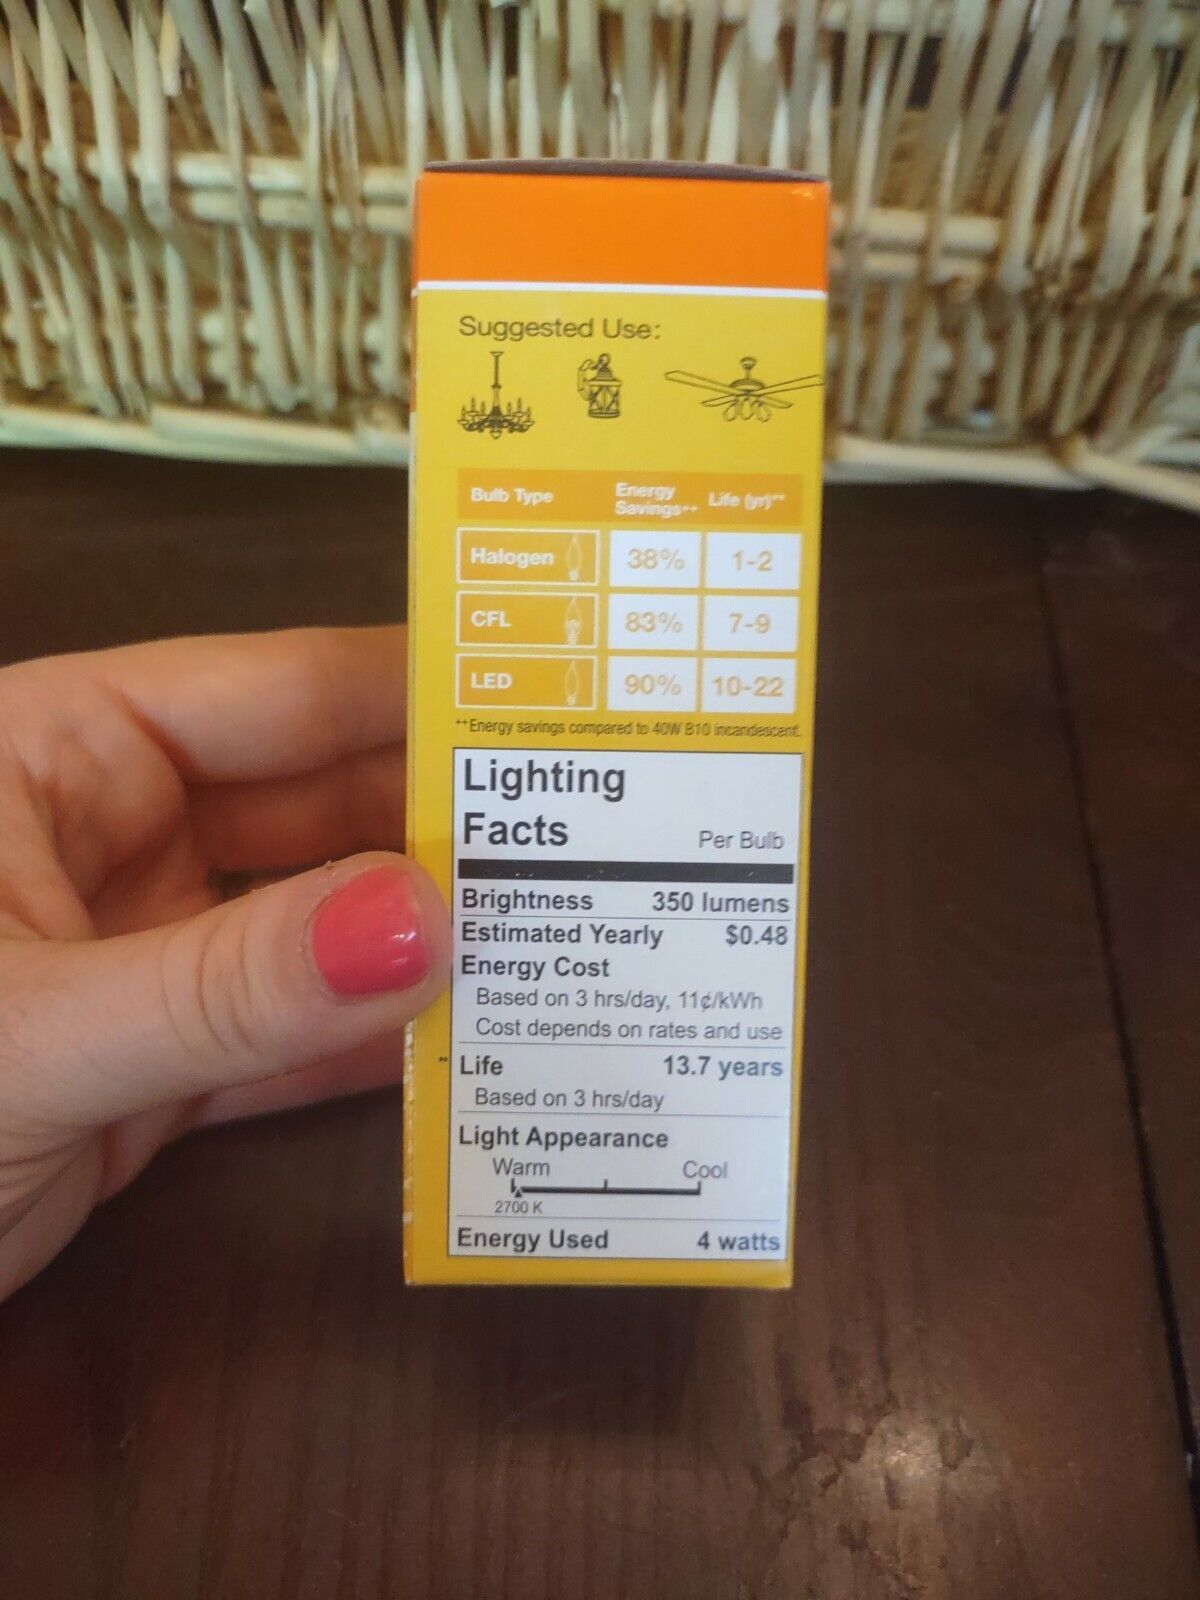 Suggested Use:
Bulb Type Energy Savings++ Life (yr)**
Halogen 38% 1-2
CFL 83% 7-9
LED 90% 10-22
++Energy savings compared to 40W B10 incandescent.
Lighting
Facts Per Bulb
Brightness 350 lumens
Estimated Yearly $0.48
Energy Cost
Based on 3 hrs/day, 11¢/kWh
Cost depends on rates and use
** Life 13.7 years
Based on 3 hrs/day
Light Appearance
Warm Cool
2700 K
Energy Used 4 watts